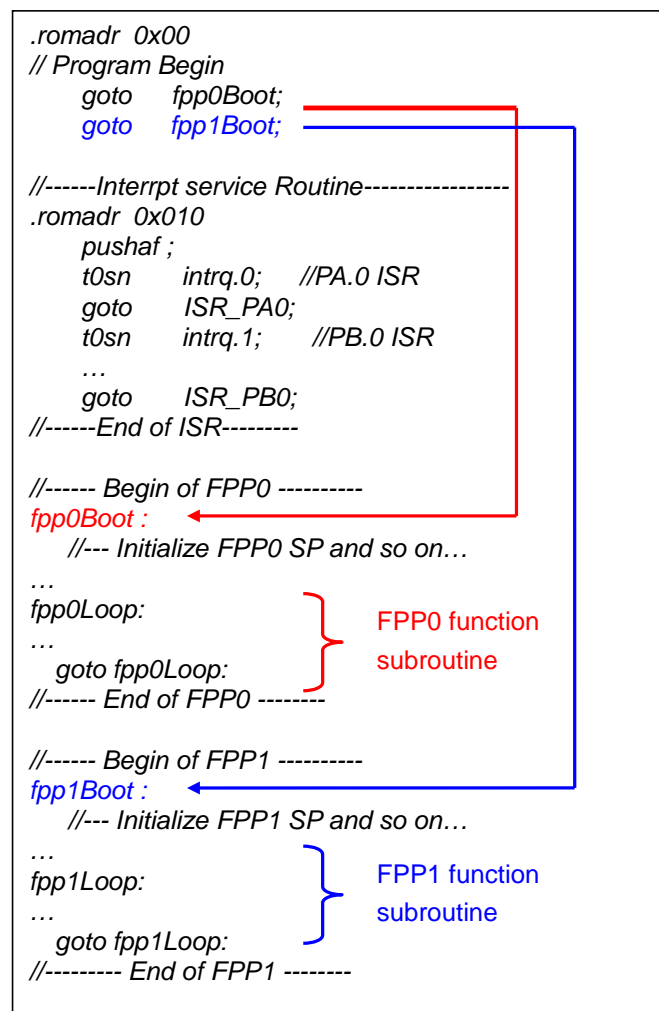 .romadr 0x00
// Program Begin
goto fpp0Boot;
goto fpp1Boot;
//------Interrpt service Routine-----------------
.romadr 0x010
pushaf ;
t0sn intrq.0; //PA.0 ISR
goto ISR_PA0;
t0sn intrq.1; //PB.0 ISR
…
goto ISR_PB0;
//------End of ISR---------
//------ Begin of FPP0 ----------
fpp0Boot :
//--- Initialize FPP0 SP and so on…
…
fpp0Loop:
…
goto fpp0Loop:
FPP0 function
subroutine
//------ End of FPP0 --------
//------ Begin of FPP1 ----------
fpp1Boot :
//--- Initialize FPP1 SP and so on…
…
fpp1Loop:
…
goto fpp1Loop:
FPP1 function
subroutine
//--------- End of FPP1 --------